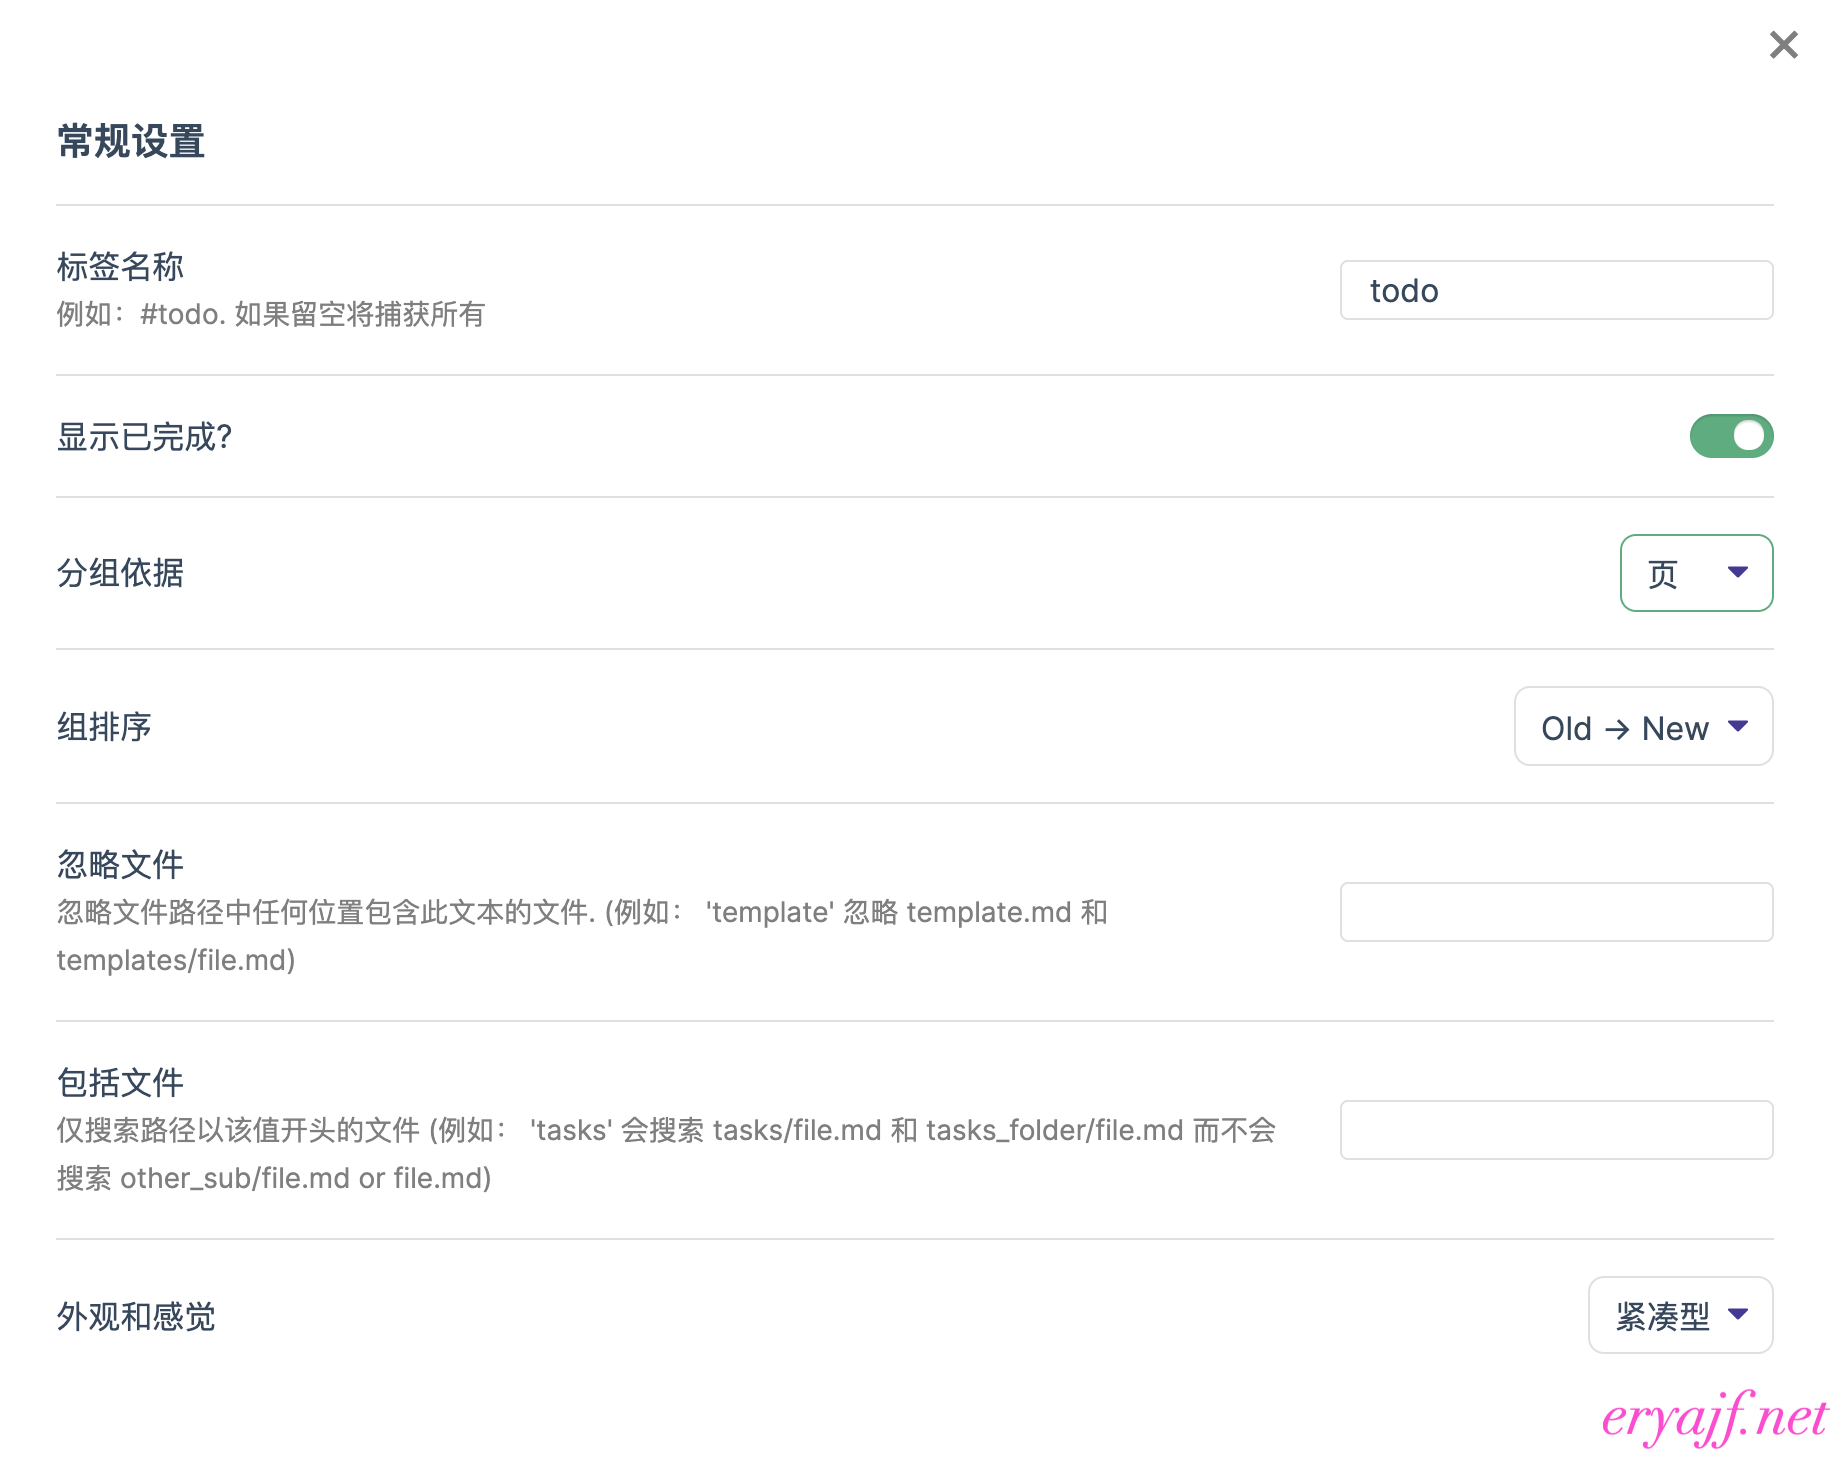 常规设置
标签名称
例如：#todo. 如果留空将捕获所有
todo
显示已完成?
分组依据
页
组排序
Old → New
忽略文件
忽略文件路径中任何位置包含此文本的文件. (例如： 'template' 忽略 template.md 和
templates/file.md)
包括文件
仅搜索路径以该值开头的文件 (例如： 'tasks' 会搜索 tasks/file.md 和 tasks_folder/file.md 而不会
搜索 other_sub/file.md or file.md)
外观和感觉
紧凑型
eryajf.net